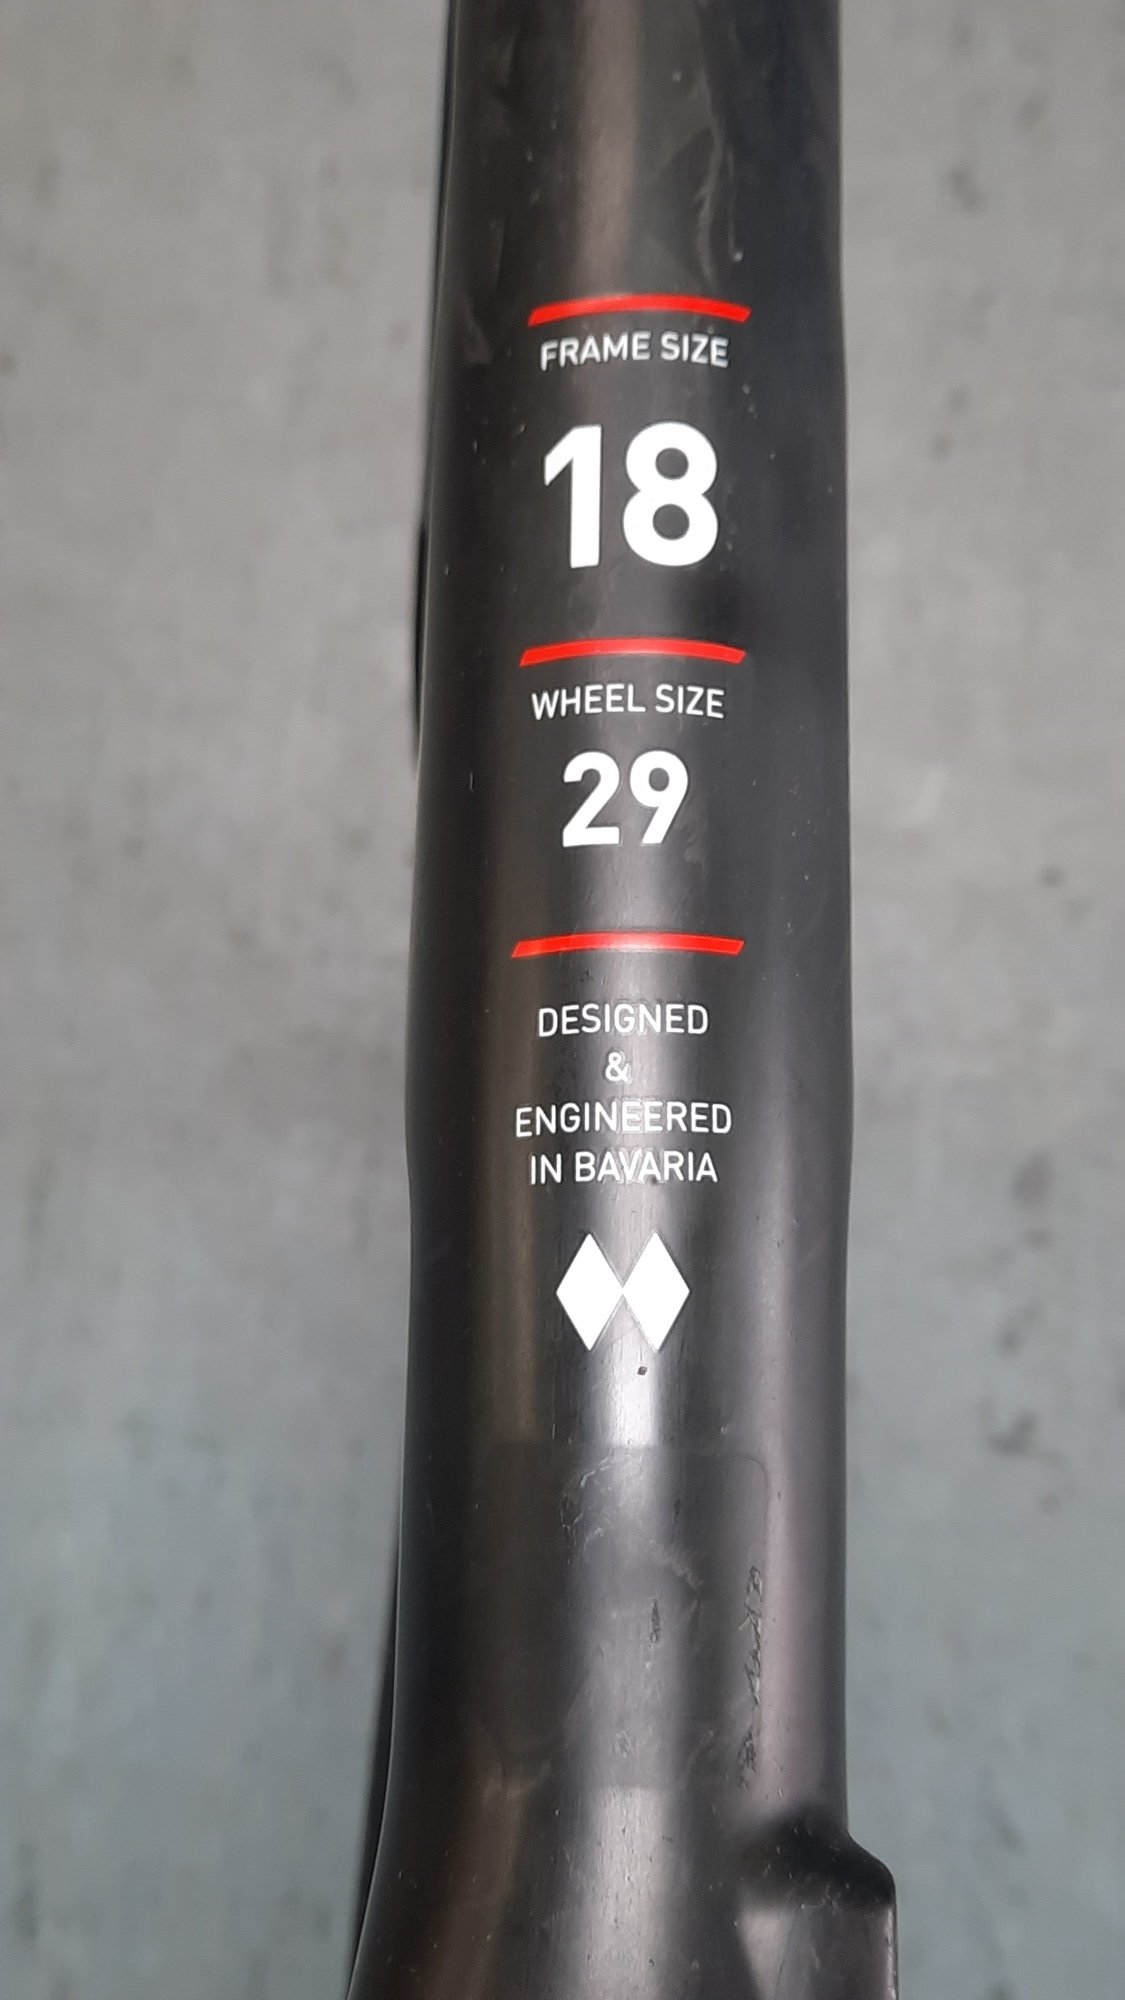 FRAME SIZE
18
WHEEL SIZE
29
DESIGNED
&
ENGINEERED
IN BAVARIA